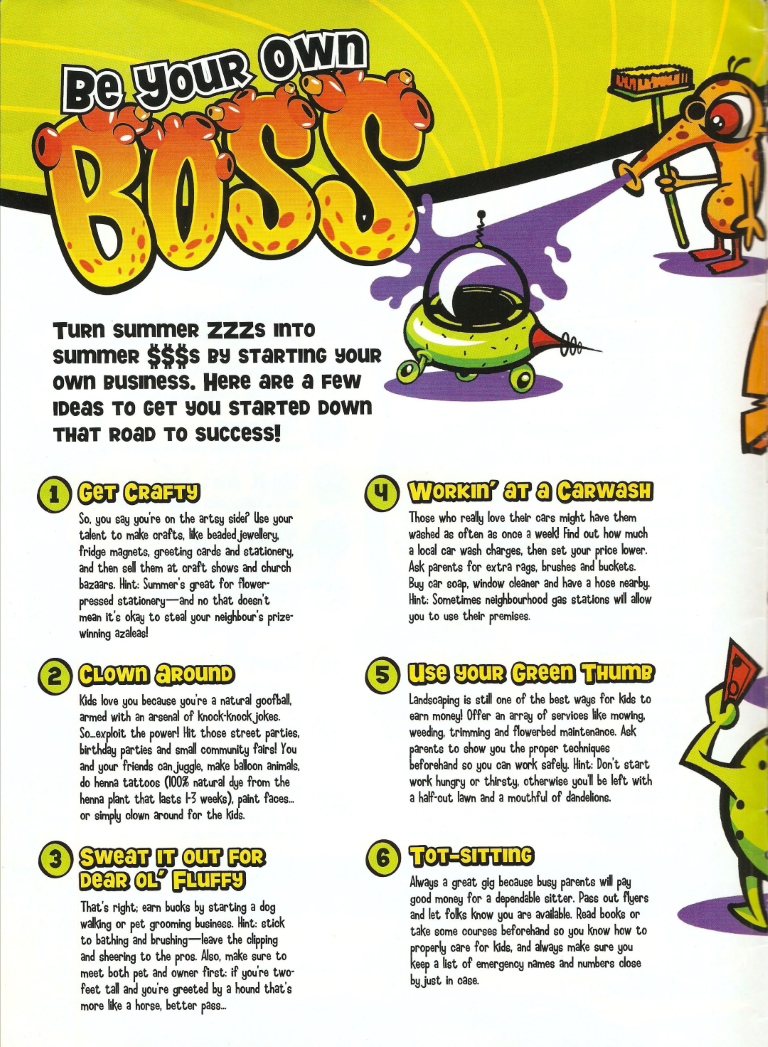 Be Your Own
BOSS
Turn summer ZZZs into
summer $$$s by starting your
own business. Here are a few
ideas to get you started down
that road to success!
1 Get Crafty
So, you say you're on the artsy side? Use your
talent to make crafts, like beaded jewellery,
fridge magnets, greeting cards and stationery,
and then sell them at craft shows and church
bazaars. Hint: Summer's great for flower-
pressed stationery—and no that doesn't
mean it's okay to steal your neighbour's prize-
winning azaleas!
2 Clown Around
Kids love you because you're a natural goofball,
armed with an arsenal of knock-knock jokes.
So...exploit the power! Hit those street parties,
birthday parties and small community fairs! You
and your friends can juggle, make balloon animals,
do henna tattoos (100% natural dye from the
henna plant that lasts 1-3 weeks), paint faces...
or simply clown around for the kids.
3 Sweat it out for
Dear Ol' Fluffy
That's right; earn bucks by starting a dog
walking or pet grooming business. Hint: stick
to bathing and brushing—leave the clipping
and sheering to the pros. Also, make sure to
meet both pet and owner first: if you're two-
feet tall and you're greeted by a hound that's
more like a horse, better pass...
4 Workin' at a Carwash
Those who really love their cars might have them
washed as often as once a week! Find out how much
a local car wash charges, then set your price lower.
Ask parents for extra rags, brushes and buckets.
Buy car soap, window cleaner and have a hose nearby.
Hint: Sometimes neighbourhood gas stations will allow
you to use their premises.
5 Use your Green Thumb
Landscaping is still one of the best ways for kids to
earn money! Offer an array of services like mowing,
weeding, trimming and flowerbed maintenance. Ask
parents to show you the proper techniques
beforehand so you can work safely. Hint: Don't start
work hungry or thirsty, otherwise you'll be left with
a half-cut lawn and a mouthful of dandelions.
6 Tot-sitting
Always a great gig because busy parents will pay
good money for a dependable sitter. Pass out flyers
and let folks know you are available. Read books or
take some courses beforehand so you know how to
properly care for kids, and always make sure you
keep a list of emergency names and numbers close
by just in case.